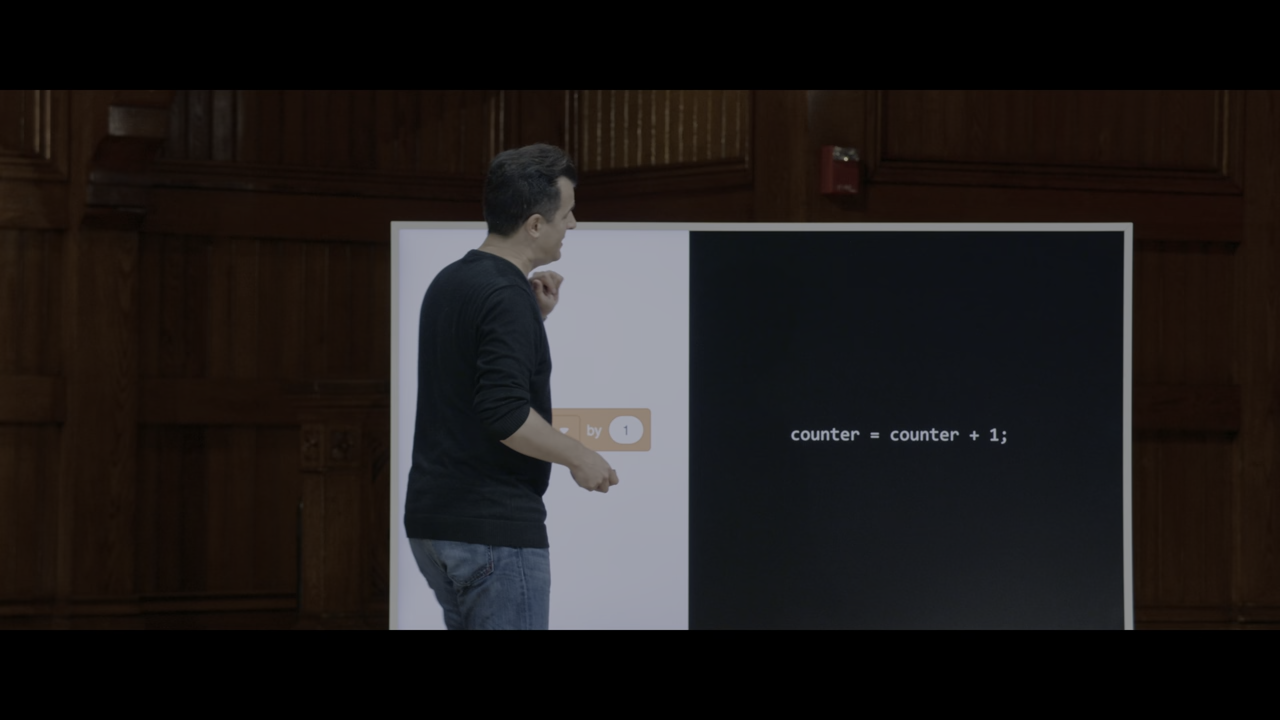 by 1
counter = counter + 1;